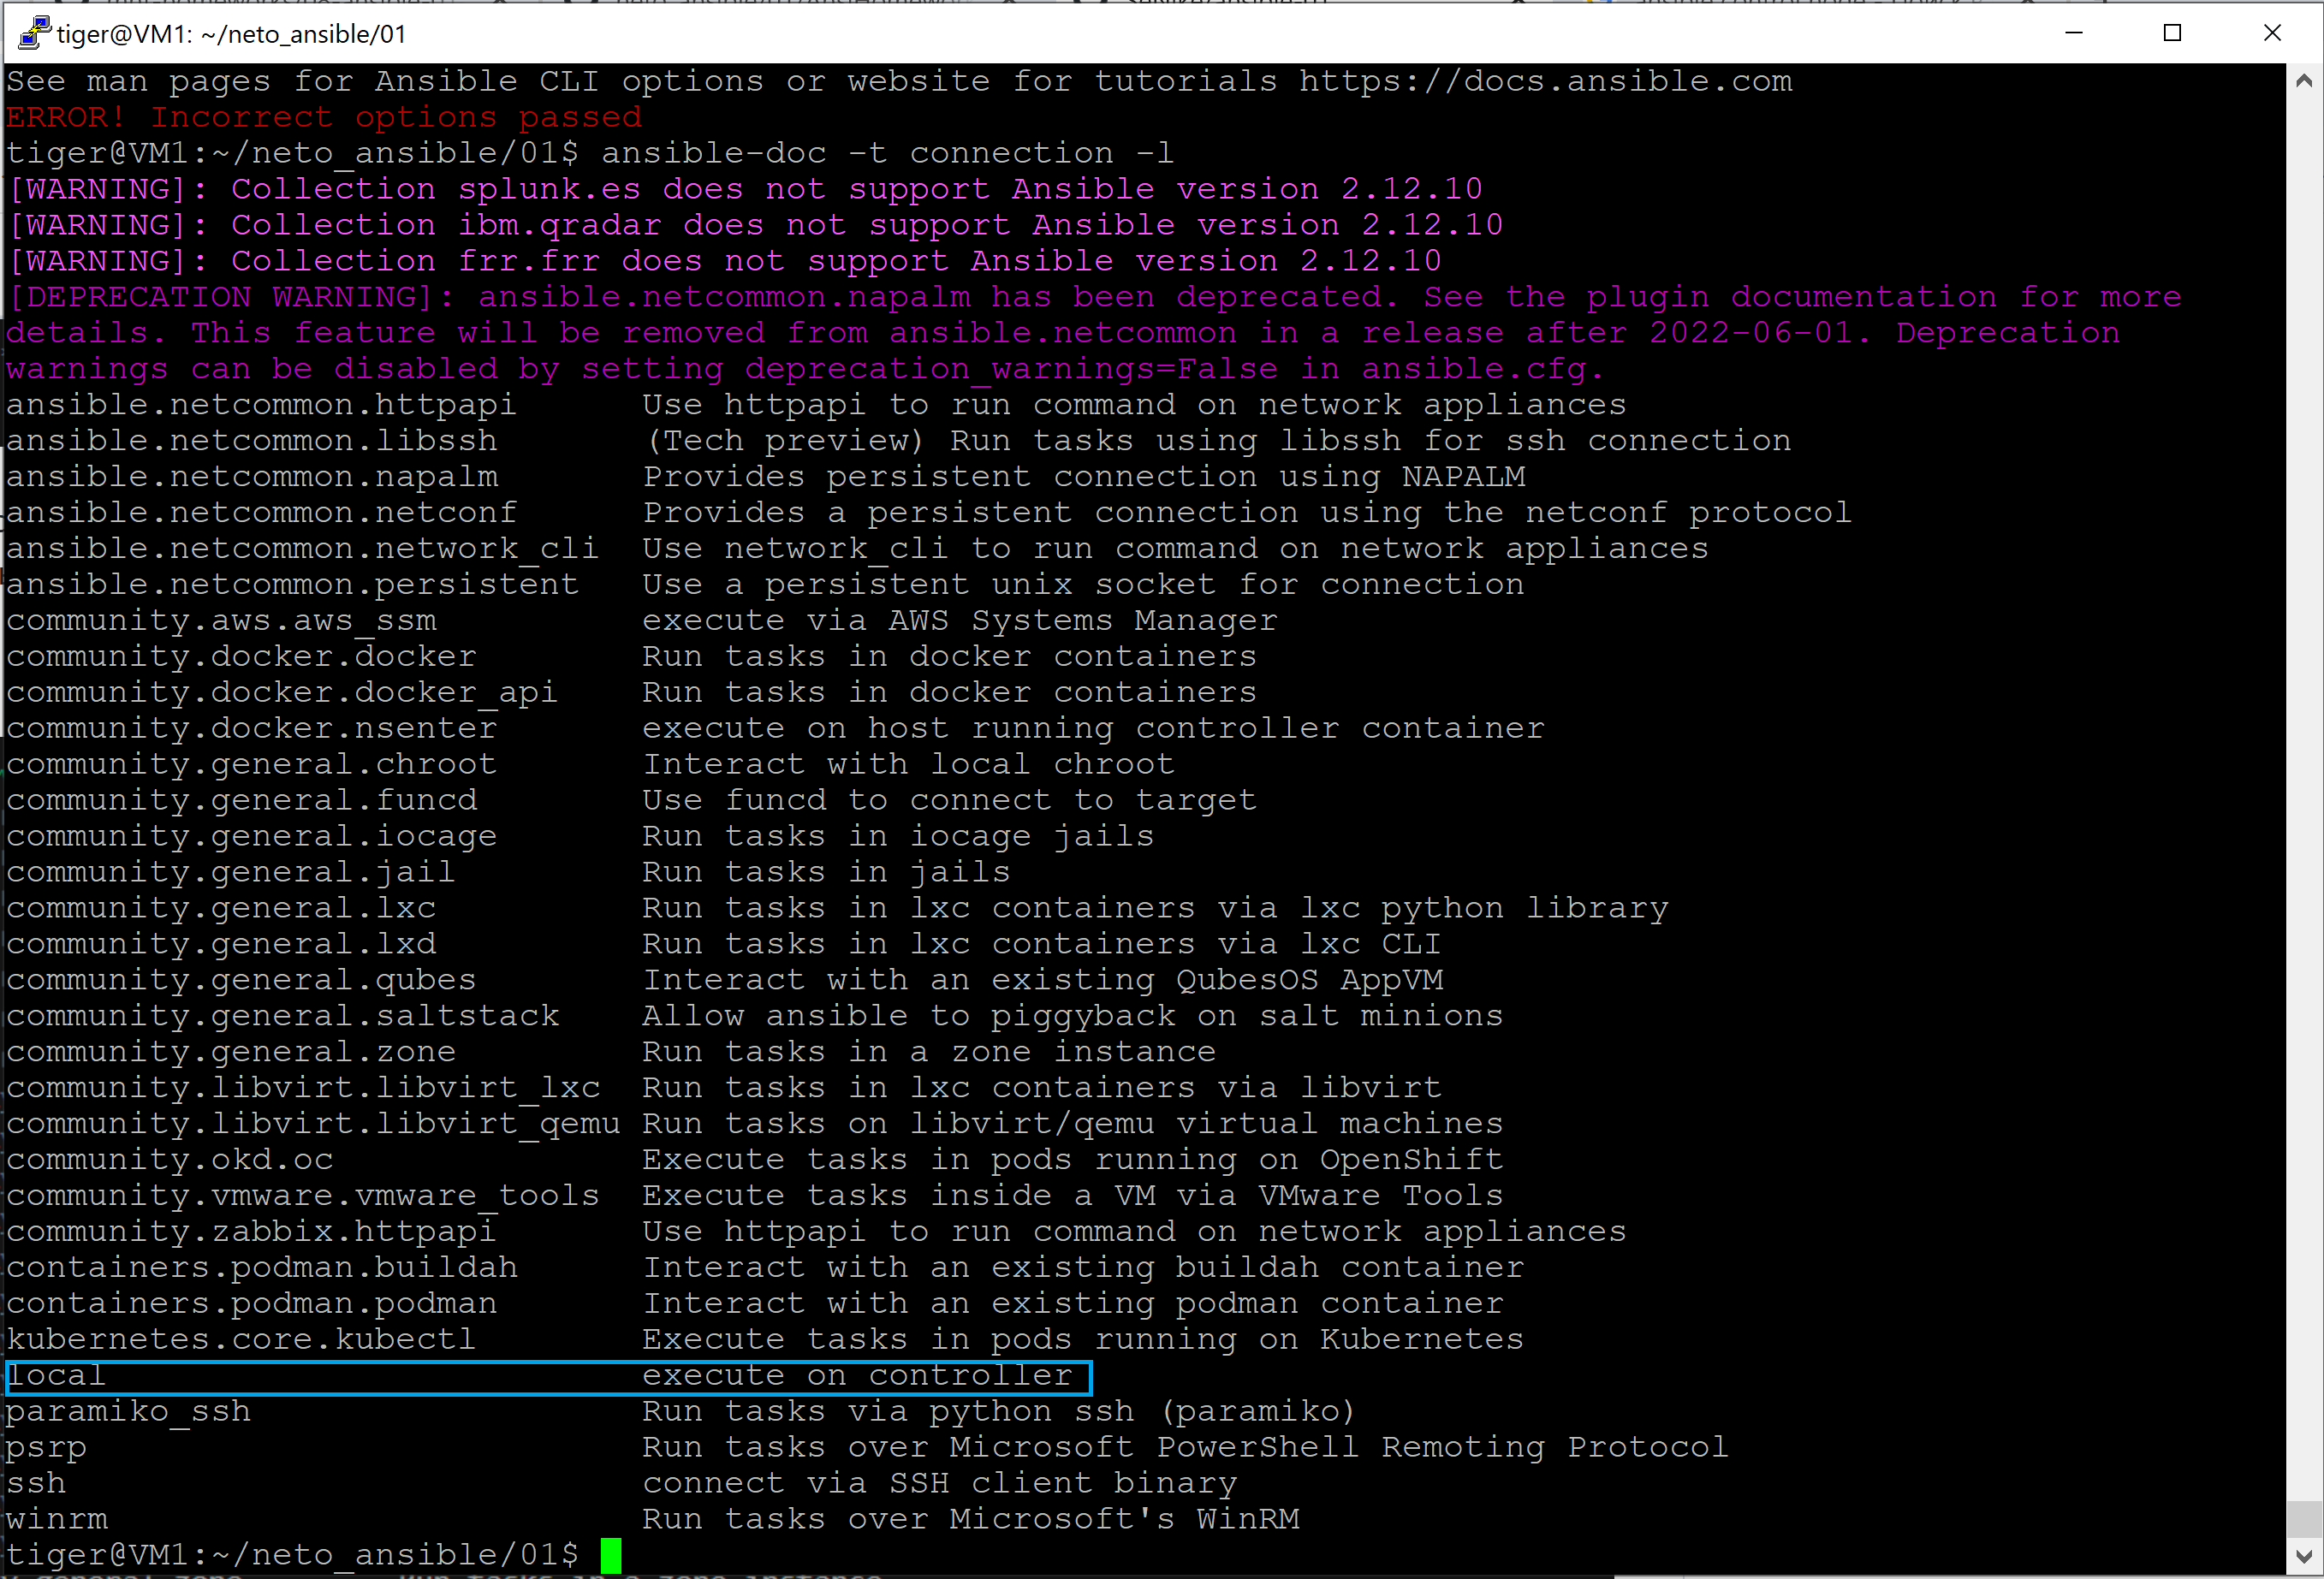 tiger@VM1: ~/neto_ansible/01
See man pages for Ansible CLI options or website for tutorials https://docs.ansible.com
ERROR! Incorrect options passed
tiger@VM1:~/neto_ansible/01$ ansible-doc -t connection -l
[WARNING]: Collection splunk.es does not support Ansible version 2.12.10
[WARNING]: Collection ibm.qradar does not support Ansible version 2.12.10
[WARNING]: Collection frr.frr does not support Ansible version 2.12.10
[DEPRECATION WARNING]: ansible.netcommon.napalm has been deprecated. See the plugin documentation for more
details. This feature will be removed from ansible.netcommon in a release after 2022-06-01. Deprecation
warnings can be disabled by setting deprecation_warnings=False in ansible.cfg.
ansible.netcommon.httpapi Use httpapi to run command on network appliances
ansible.netcommon.libssh (Tech preview) Run tasks using libssh for ssh connection
ansible.netcommon.napalm Provides persistent connection using NAPALM
ansible.netcommon.netconf Provides a persistent connection using the netconf protocol
ansible.netcommon.network_cli Use network_cli to run command on network appliances
ansible.netcommon.persistent Use a persistent unix socket for connection
community.aws.aws_ssm execute via AWS Systems Manager
community.docker.docker Run tasks in docker containers
community.docker.docker_api Run tasks in docker containers
community.docker.nsenter execute on host running controller container
community.general.chroot Interact with local chroot
community.general.funcd Use funcd to connect to target
community.general.iocage Run tasks in iocage jails
community.general.jail Run tasks in jails
community.general.lxc Run tasks in lxc containers via lxc python library
community.general.lxd Run tasks in lxc containers via lxc CLI
community.general.qubes Interact with an existing QubesOS AppVM
community.general.saltstack Allow ansible to piggyback on salt minions
community.general.zone Run tasks in a zone instance
community.libvirt.libvirt_lxc Run tasks in lxc containers via libvirt
community.libvirt.libvirt_qemu Run tasks on libvirt/qemu virtual machines
community.okd.oc Execute tasks in pods running on OpenShift
community.vmware.vmware_tools Execute tasks inside a VM via VMware Tools
community.zabbix.httpapi Use httpapi to run command on network appliances
containers.podman.buildah Interact with an existing buildah container
containers.podman.podman Interact with an existing podman container
kubernetes.core.kubectl Execute tasks in pods running on Kubernetes
local execute on controller
paramiko_ssh Run tasks via python ssh (paramiko)
psrp Run tasks over Microsoft PowerShell Remoting Protocol
ssh connect via SSH client binary
winrm Run tasks over Microsoft's WinRM
tiger@VM1:~/neto_ansible/01$